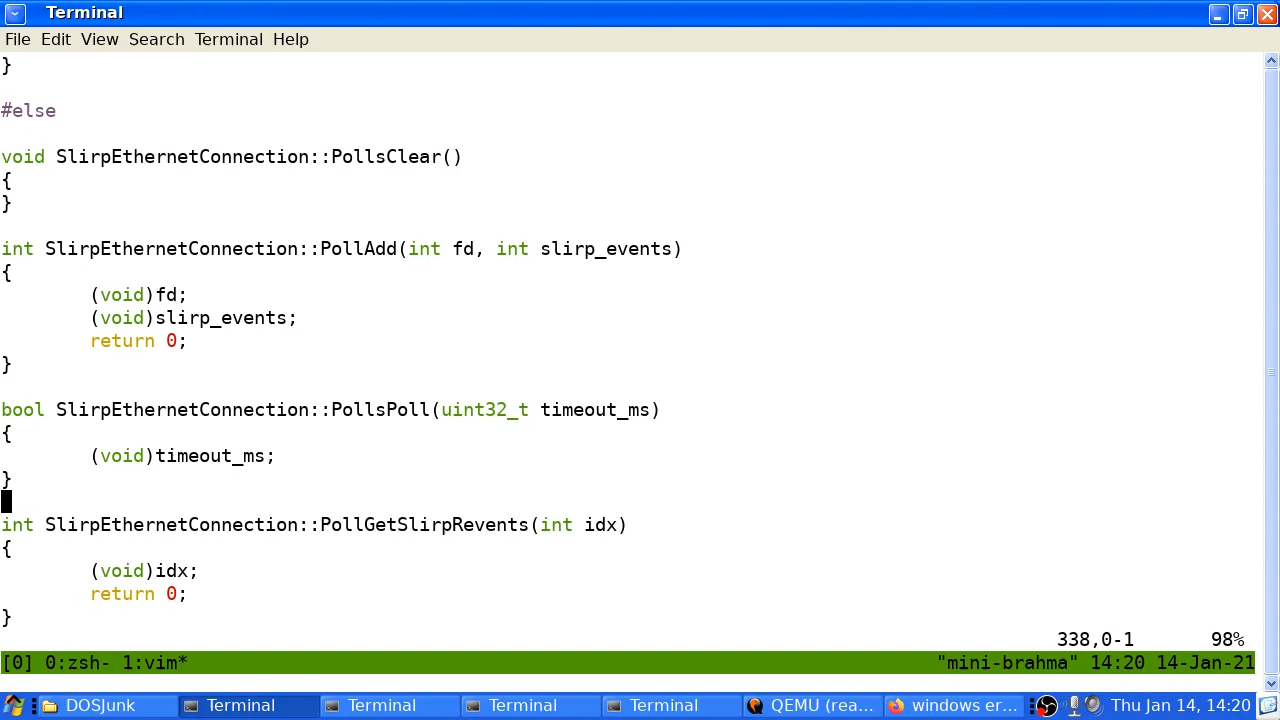 Terminal
File Edit View Search Terminal Help
}
#else
void SlirpEthernetConnection::PollsClear()
{
}
int SlirpEthernetConnection::PollAdd(int fd, int slirp_events)
{
        (void)fd;
        (void)slirp_events;
        return 0;
}
bool SlirpEthernetConnection::PollsPoll(uint32_t timeout_ms)
{
        (void)timeout_ms;
}
int SlirpEthernetConnection::PollGetSlirpRevents(int idx)
{
        (void)idx;
        return 0;
}
338,0-1 98%
[0] 0:zsh- 1:vim* "mini-brahma" 14:20 14-Jan-21
DOSJunk Terminal Terminal Terminal Terminal QEMU (rea... windows er... Thu Jan 14, 14:20